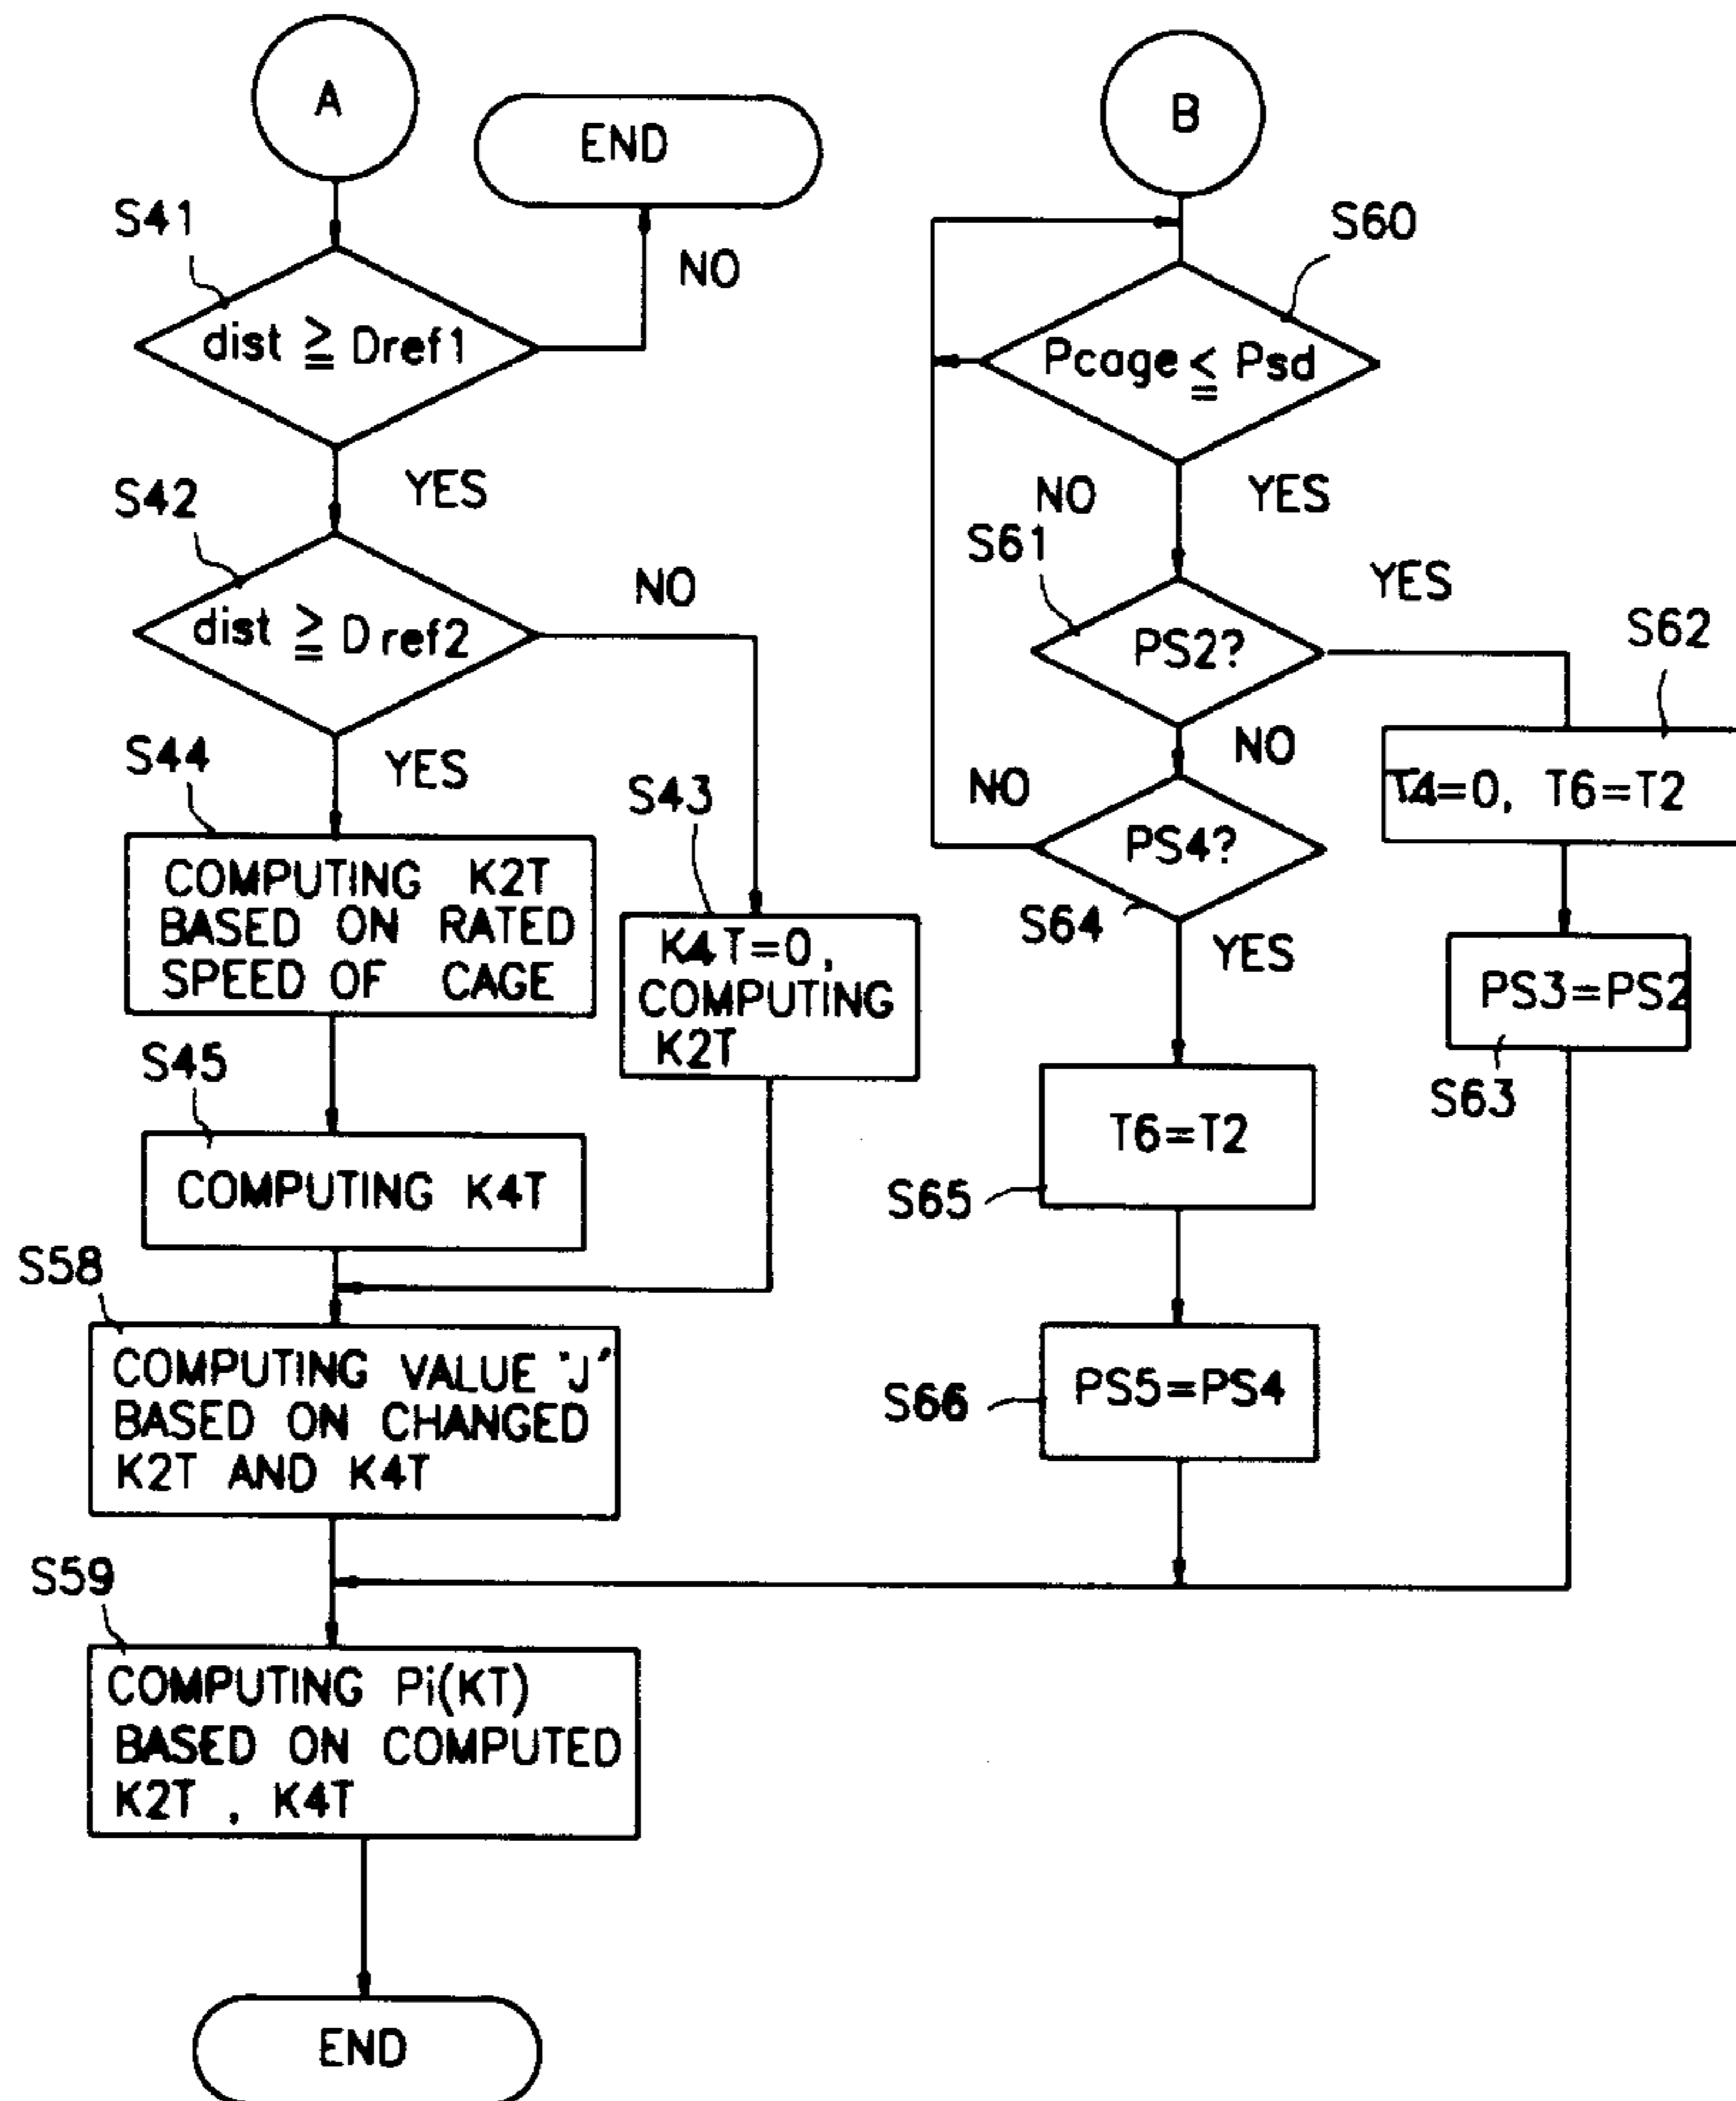 A
END
S41
NO
dist ≧ Dref1
YES
S42
NO
dist ≧ Dref2
YES
S44
S43
COMPUTING K2T
BASED ON RATED
SPEED OF CAGE
K4T=0,
COMPUTING
K2T
S45
COMPUTING K4T
S58
COMPUTING VALUE "J"
BASED ON CHANGED
K2T AND K4T
S59
COMPUTING Pi(KT)
BASED ON COMPUTED
K2T , K4T
END
B
S60
Pcage ≦ Psd
NO
YES
S61
YES
PS2?
S62
NO
NO
T4=0, T6=T2
PS4?
S64
YES
PS3=PS2
S63
T6=T2
S65
PS5=PS4
S66